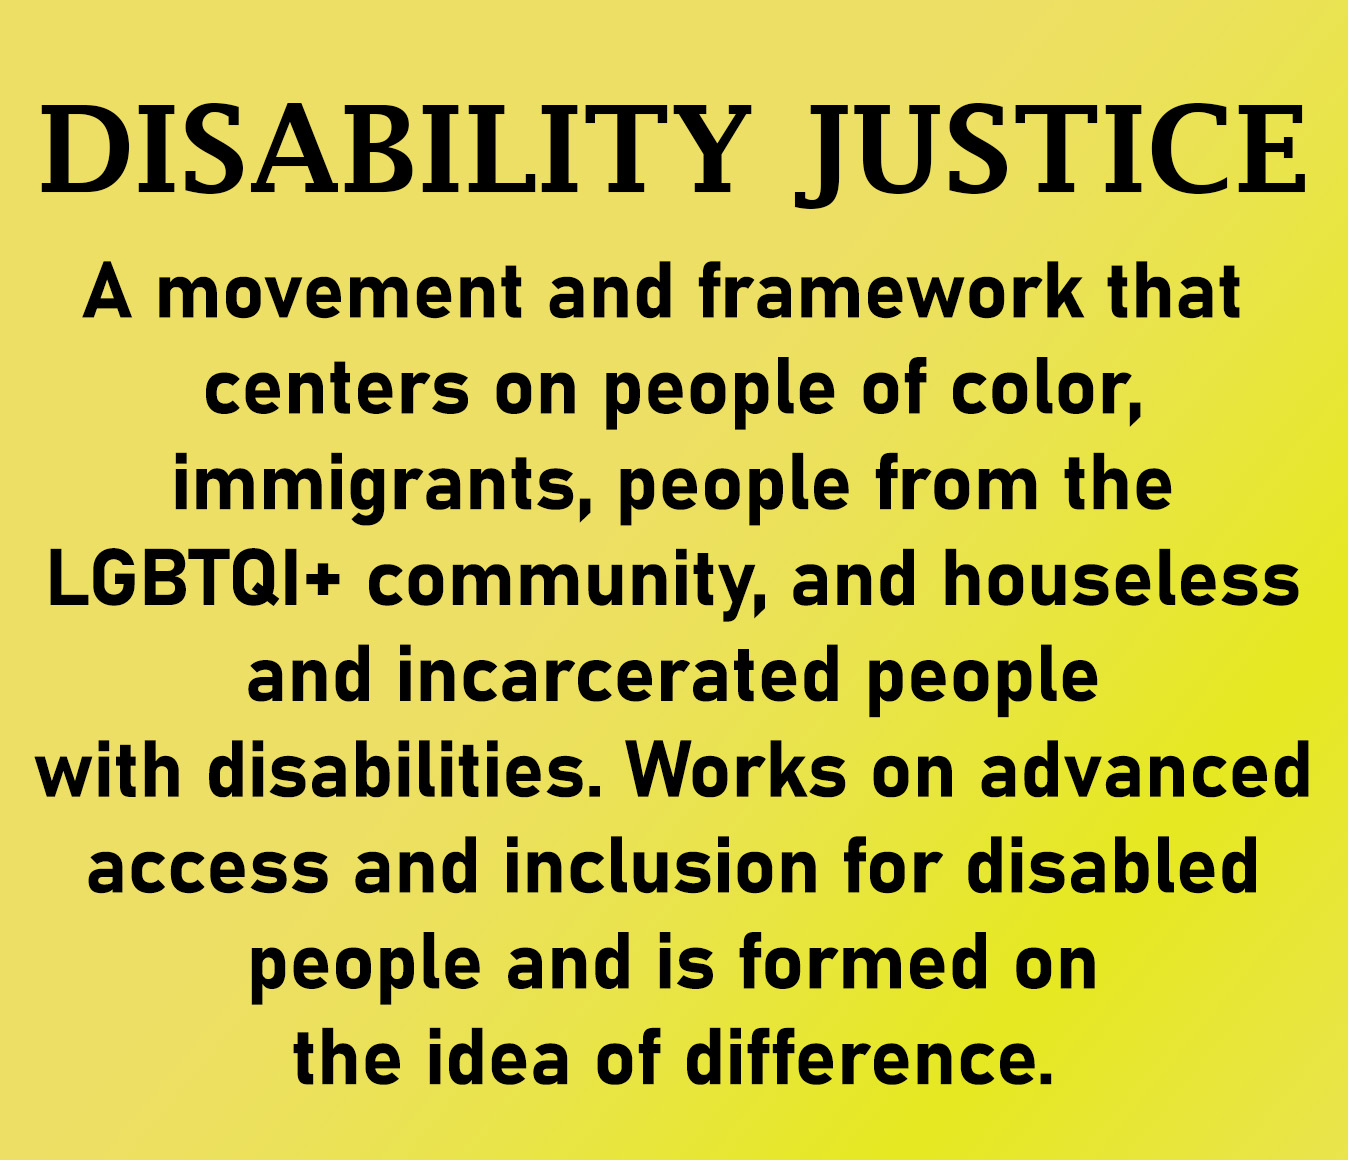 DISABILITY JUSTICE
A movement and framework that
centers on people of color,
immigrants, people from the
LGBTQI+ community, and houseless
and incarcerated people
with disabilities. Works on advanced
access and inclusion for disabled
people and is formed on
the idea of difference.